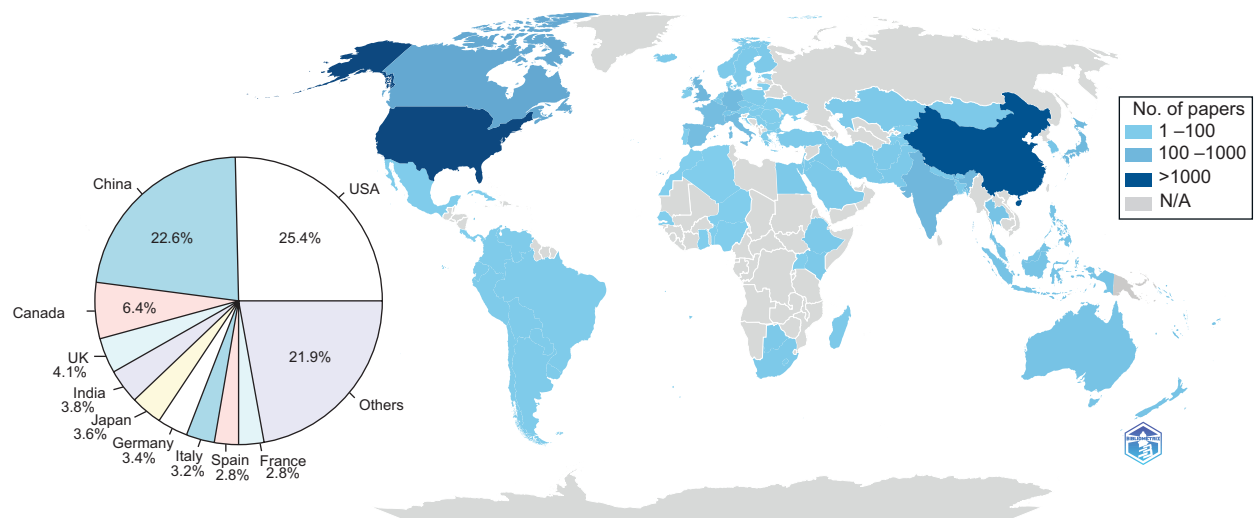 No. of papers
1 –100
100 –1000
>1000
N/A
China
USA
22.6%
25.4%
Canada
6.4%
UK
4.1%
India
3.8%
Japan
3.6%
Germany
3.4%
Italy
3.2%
Spain
2.8%
France
2.8%
21.9%
Others
BIBLIOMETRIX